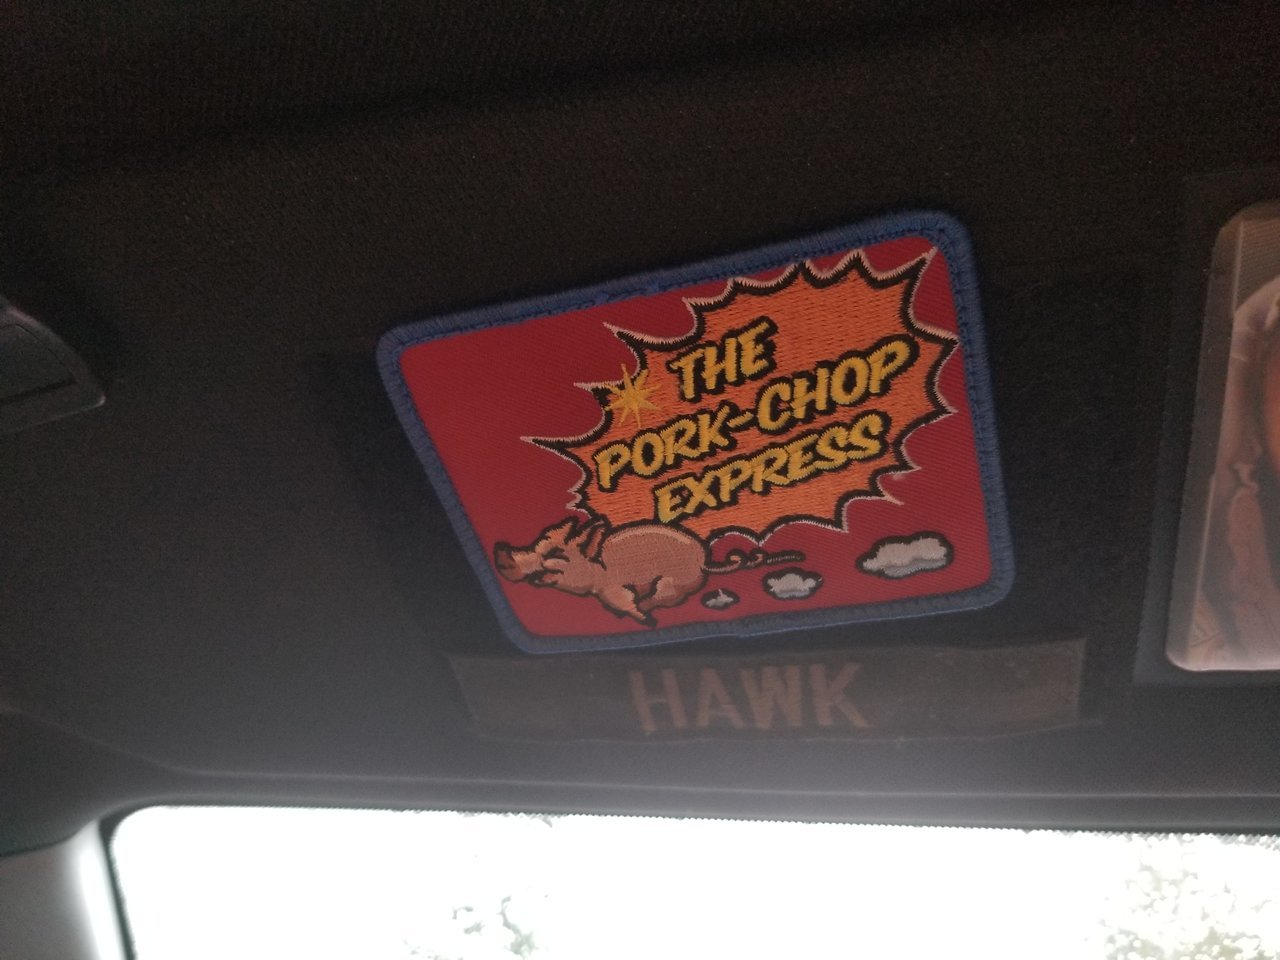 THE
PORK-CHOP
EXPRESS
HAWK